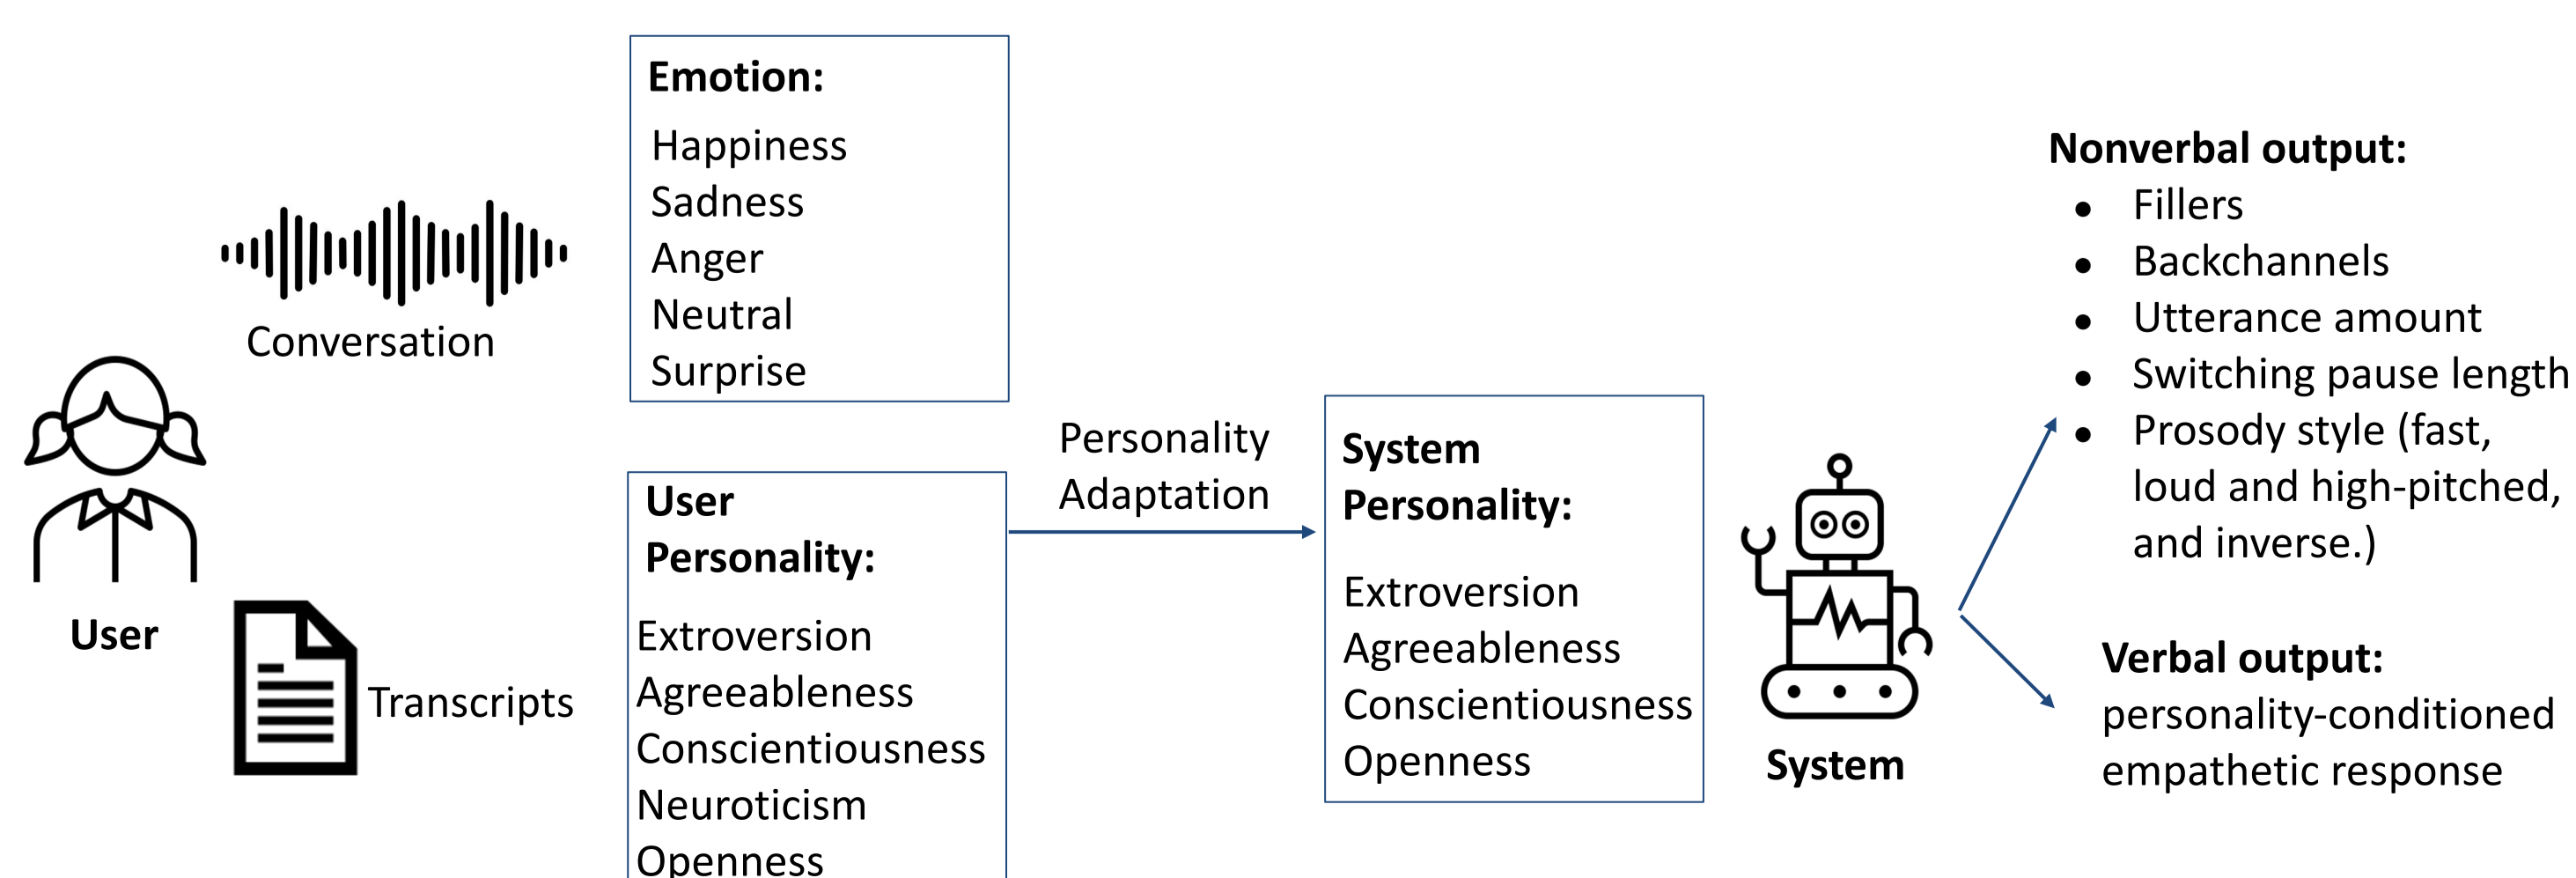 Conversation
User
Transcripts
Emotion:
Happiness
Sadness
Anger
Neutral
Surprise
User
Personality:
Extroversion
Agreeableness
Conscientiousness
Neuroticism
Openness
Personality
Adaptation
System
Personality:
Extroversion
Agreeableness
Conscientiousness
Openness
System
Nonverbal output:
● Fillers
● Backchannels
● Utterance amount
● Switching pause length
● Prosody style (fast,
loud and high-pitched,
and inverse.)
Verbal output:
personality-conditioned
empathetic response